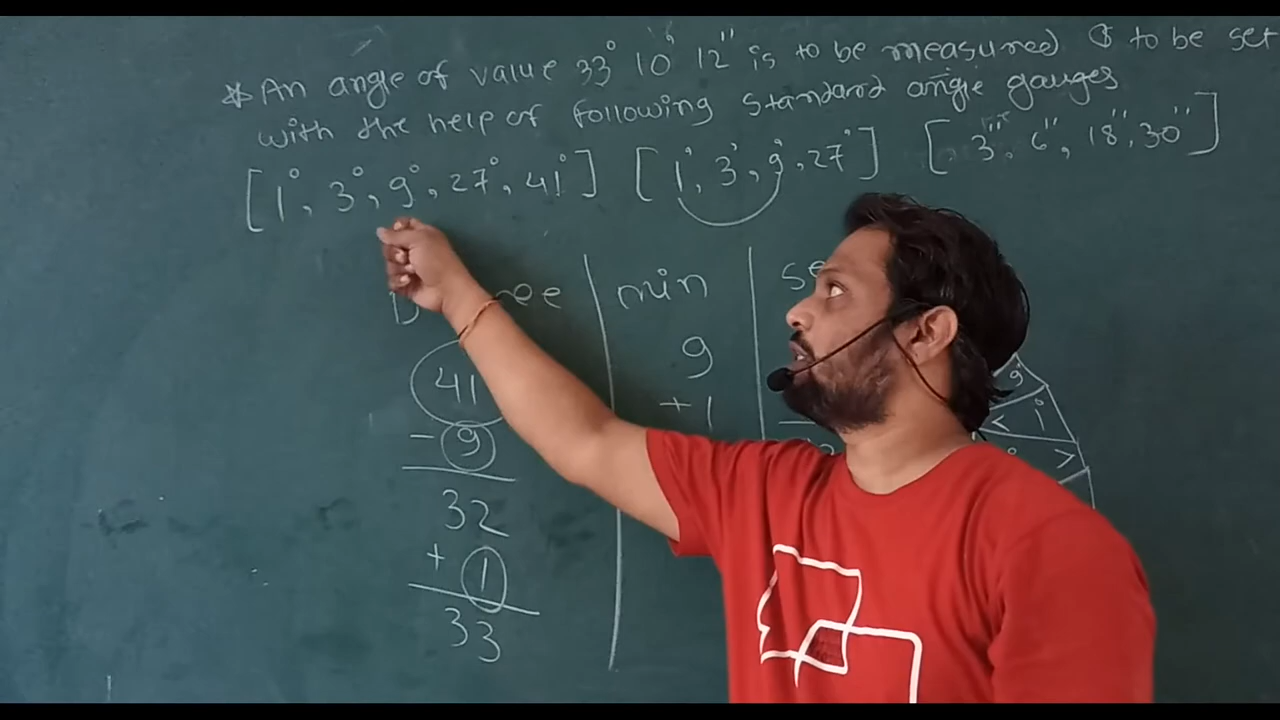 * An angle of value 33° 10' 12" is to be measured & to be set
with the help of following standard angle gauges
[1°, 3°, 9°, 27°, 41°] [1', 3', 9', 27'] [3", 6", 18", 30"]
min
41 9
- 9 + 1
32
+ 1
33
9'
< 1'
>